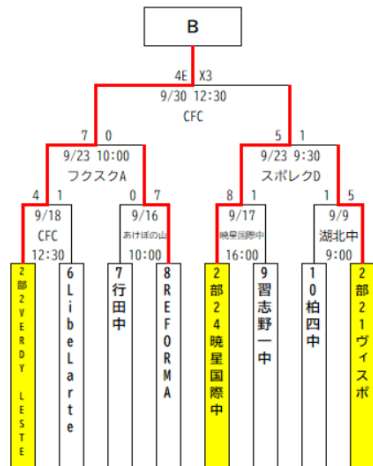 B
4E X3
9/30 12:30
CFC
7 0
9/23 10:00
フクスクA
5 1
9/23 9:30
スポレクD
4 1
9/18
CFC
12:30
0 7
9/16
あけぼの山
10:00
8 1
9/17
暁星国際中
16:00
1 5
9/9
湖北中
9:00
2部2VERDY LESTE
6LibeLarte
7行田中
8REFORMA
2部24暁星国際中
9習志野一中
10柏四中
2部21ヴィスポ